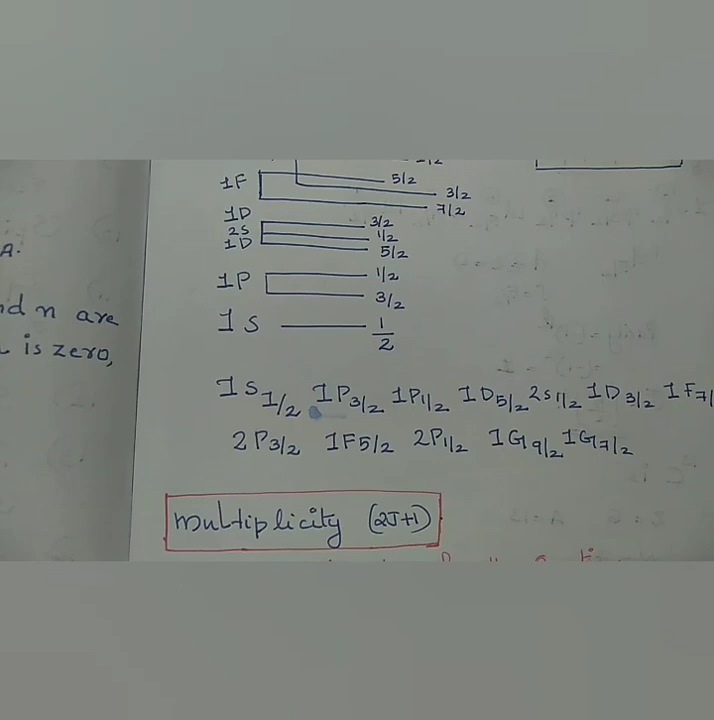 1F 5/2
3/2
7/2
1D 3/2
2S 1/2
1D 5/2
A.
1P 1/2
3/2
nd n are
1S 1/2
is zero,
1S1/2 1P3/2 1P1/2 1D5/2 2S1/2 1D3/2 1F7/
2P3/2 1F5/2 2P1/2 1G9/2 1G7/2
multiplicity (2J+1)